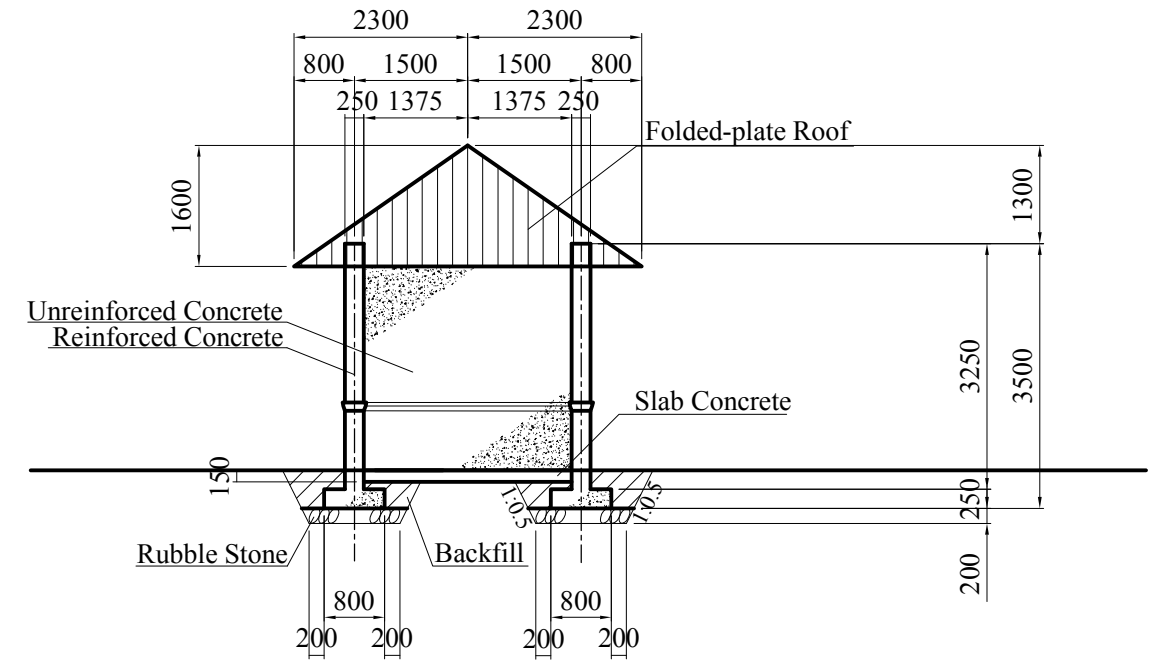 2300 2300
800 1500 1500 800
250 1375 1375 250
Folded-plate Roof
1600
1300
Unreinforced Concrete
Reinforced Concrete
3250
3500
Slab Concrete
150
1:0.5
1:0.5
250
Rubble Stone
Backfill
200
800 800
200 200 200 200